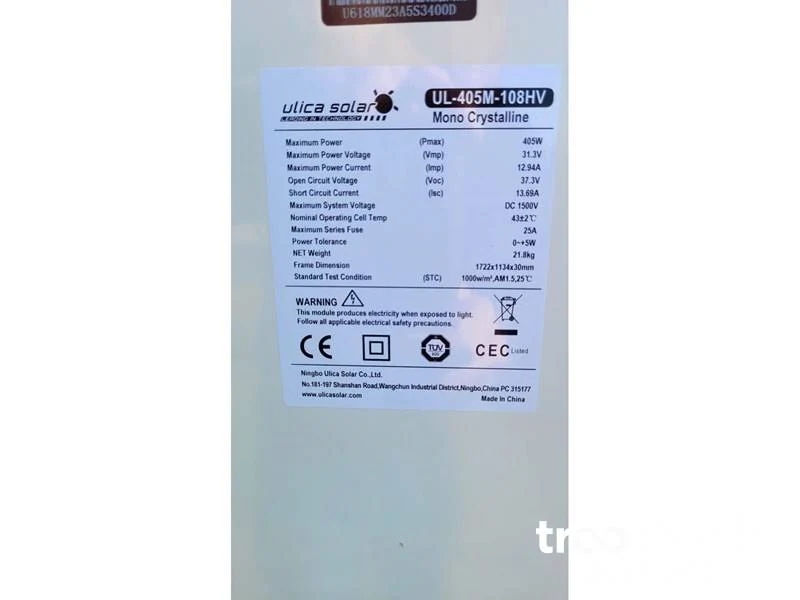 U618MM23A5S3400D
ulica solar
LEADING IN TECHNOLOGY
UL-405M-108HV
Mono Crystalline
Maximum Power (Pmax) 405W
Maximum Power Voltage (Vmp) 31.3V
Maximum Power Current (Imp) 12.94A
Open Circuit Voltage (Voc) 37.3V
Short Circuit Current (Isc) 13.69A
Maximum System Voltage DC 1500V
Nominal Operating Cell Temp 43±2℃
Maximum Series Fuse 25A
Power Tolerance 0~+5W
NET Weight 21.8kg
Frame Dimension 1722x1134x30mm
Standard Test Condition (STC) 1000w/m²,AM1.5,25℃
WARNING
This module produces electricity when exposed to light.
Follow all applicable electrical safety precautions.
CE
TÜV
CEC Listed
Ningbo Ulica Solar Co.,Ltd.
No.181-197 Shanshan Road,Wangchun Industrial District,Ningbo,China PC 315177
www.ulicasolar.com
Made In China